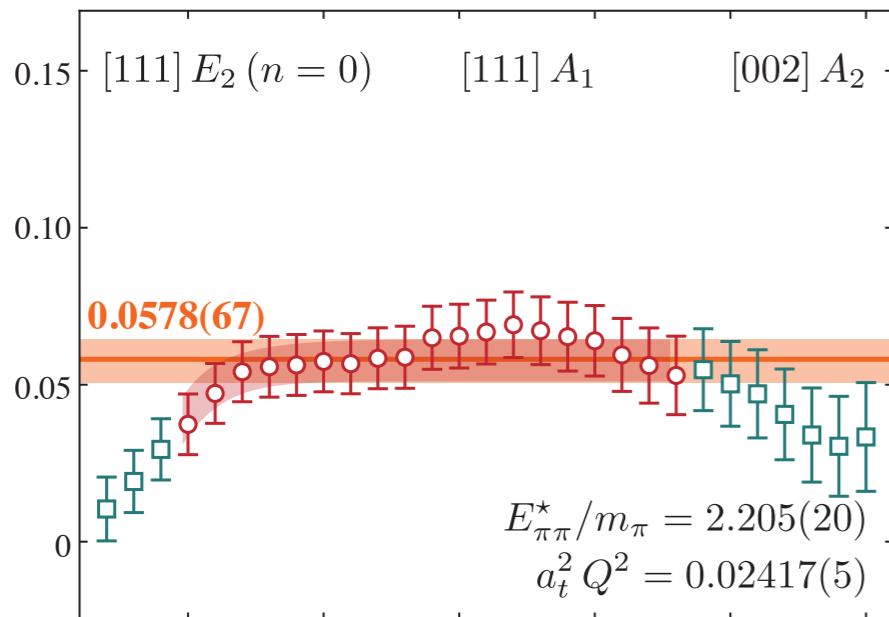 0.15
[111] E₂ (n = 0) [111] A₁ [002] A₂
0.10
0.0578(67)
0.05
E⋆ππ/mπ = 2.205(20)
0
aₜ² Q² = 0.02417(5)